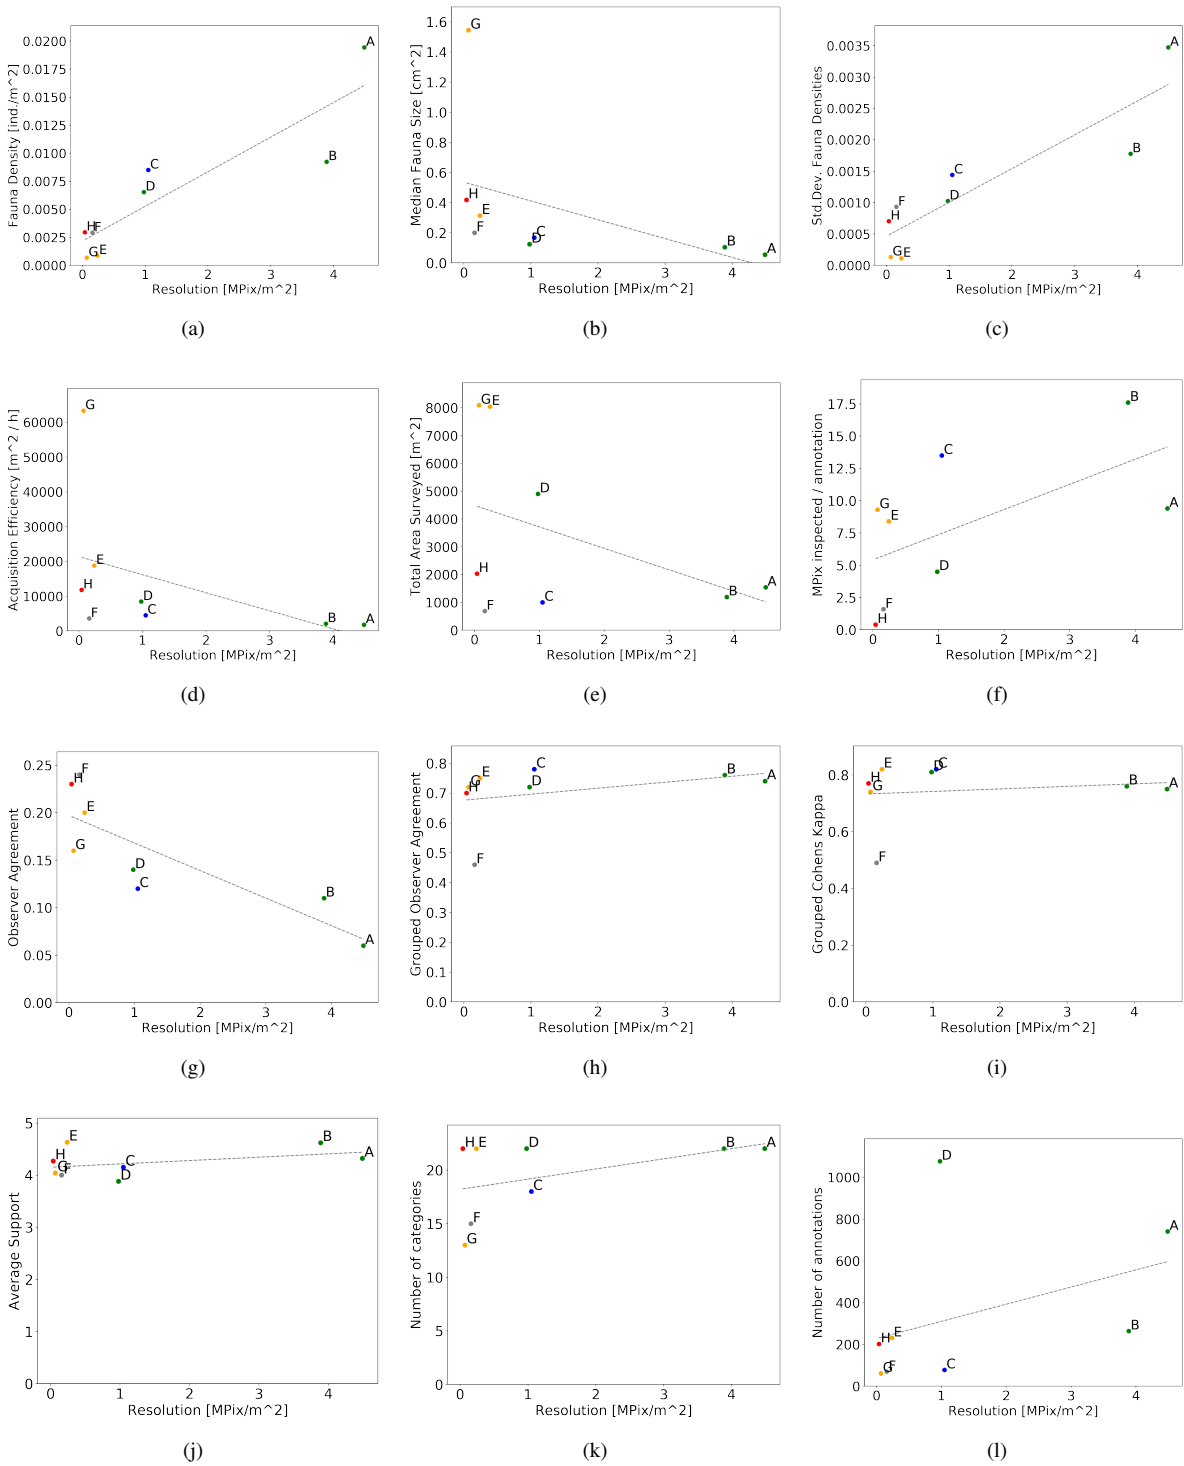 Fauna Density [ind./m^2]
0.0200
0.0175
0.0150
0.0125
0.0100
0.0075
0.0050
0.0025
0.0000
A
B
C
D
H F
G E
0 1 2 3 4
Resolution [MPix/m^2]
(a)
Median Fauna Size [cm^2]
1.6
1.4
1.2
1.0
0.8
0.6
0.4
0.2
0.0
G
H
E
F
C
D
B
A
0 1 2 3 4
Resolution [MPix/m^2]
(b)
Std.Dev. Fauna Densities
0.0035
0.0030
0.0025
0.0020
0.0015
0.0010
0.0005
0.0000
A
B
C
D
F
H
G E
0 1 2 3 4
Resolution [MPix/m^2]
(c)
Acquisition Efficiency [m^2 / h]
60000
50000
40000
30000
20000
10000
0
G
E
H
D
C
F
B
A
0 1 2 3 4
Resolution [MPix/m^2]
(d)
Total Area Surveyed [m^2]
8000
7000
6000
5000
4000
3000
2000
1000
0
G E
D
H
A
B
C
F
0 1 2 3 4
Resolution [MPix/m^2]
(e)
MPix inspected / annotation
17.5
15.0
12.5
10.0
7.5
5.0
2.5
0.0
B
C
G
A
E
D
F
H
0 1 2 3 4
Resolution [MPix/m^2]
(f)
Observer Agreement
0.25
0.20
0.15
0.10
0.05
0.00
F
H
E
G
D
C
B
A
0 1 2 3 4
Resolution [MPix/m^2]
(g)
Grouped Observer Agreement
0.8
0.7
0.6
0.5
0.4
0.3
0.2
0.1
0.0
C
B
E
A
G
D
H
F
0 1 2 3 4
Resolution [MPix/m^2]
(h)
Grouped Cohens Kappa
0.8
0.6
0.4
0.2
0.0
E
C
D
H
G
B
A
F
0 1 2 3 4
Resolution [MPix/m^2]
(i)
Average Support
5
4
3
2
1
0
E
B
H
C
A
G
F
D
0 1 2 3 4
Resolution [MPix/m^2]
(j)
Number of categories
20
15
10
5
0
H E D B A
C
F
G
0 1 2 3 4
Resolution [MPix/m^2]
(k)
Number of annotations
1000
800
600
400
200
0
D
A
B
E
H
C
G
F
0 1 2 3 4
Resolution [MPix/m^2]
(l)